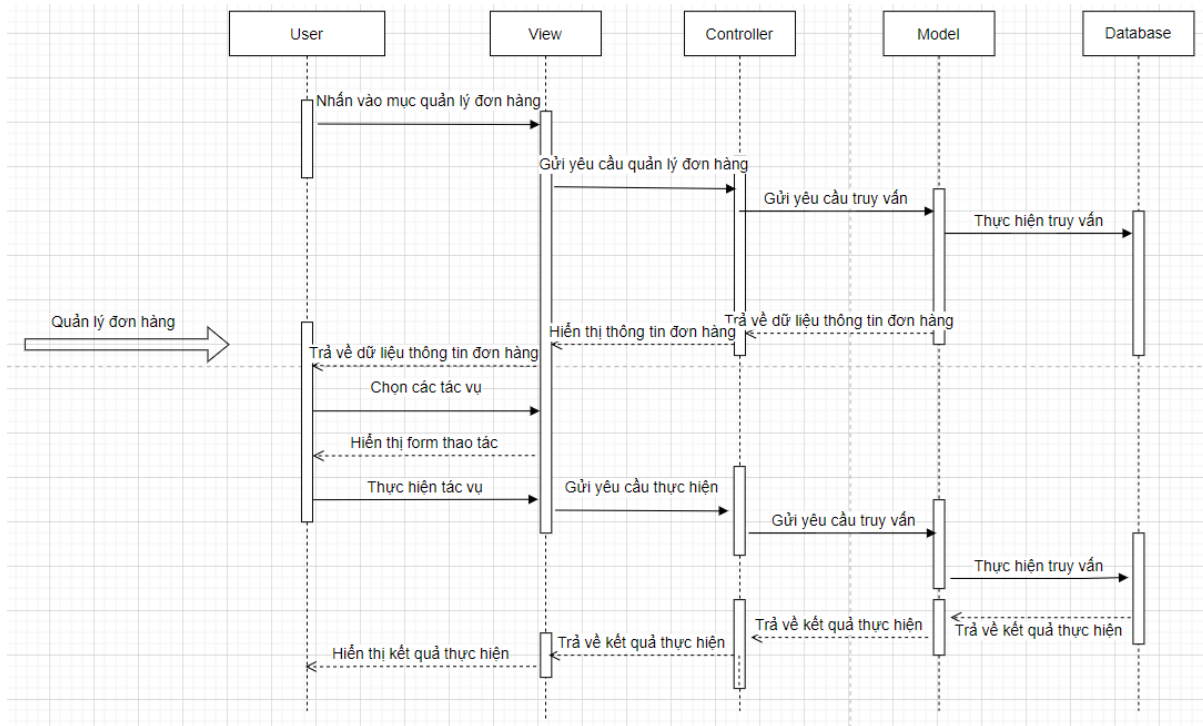 User
View
Controller
Model
Database
Nhấn vào mục quản lý đơn hàng
Gửi yêu cầu quản lý đơn hàng
Gửi yêu cầu truy vấn
Thực hiện truy vấn
Quản lý đơn hàng
Trả về dữ liệu thông tin đơn hàng
Hiển thị thông tin đơn hàng
Trả về dữ liệu thông tin đơn hàng
Chọn các tác vụ
Hiển thị form thao tác
Thực hiện tác vụ
Gửi yêu cầu thực hiện
Gửi yêu cầu truy vấn
Thực hiện truy vấn
Trả về kết quả thực hiện
Trả về kết quả thực hiện
Trả về kết quả thực hiện
Hiển thị kết quả thực hiện